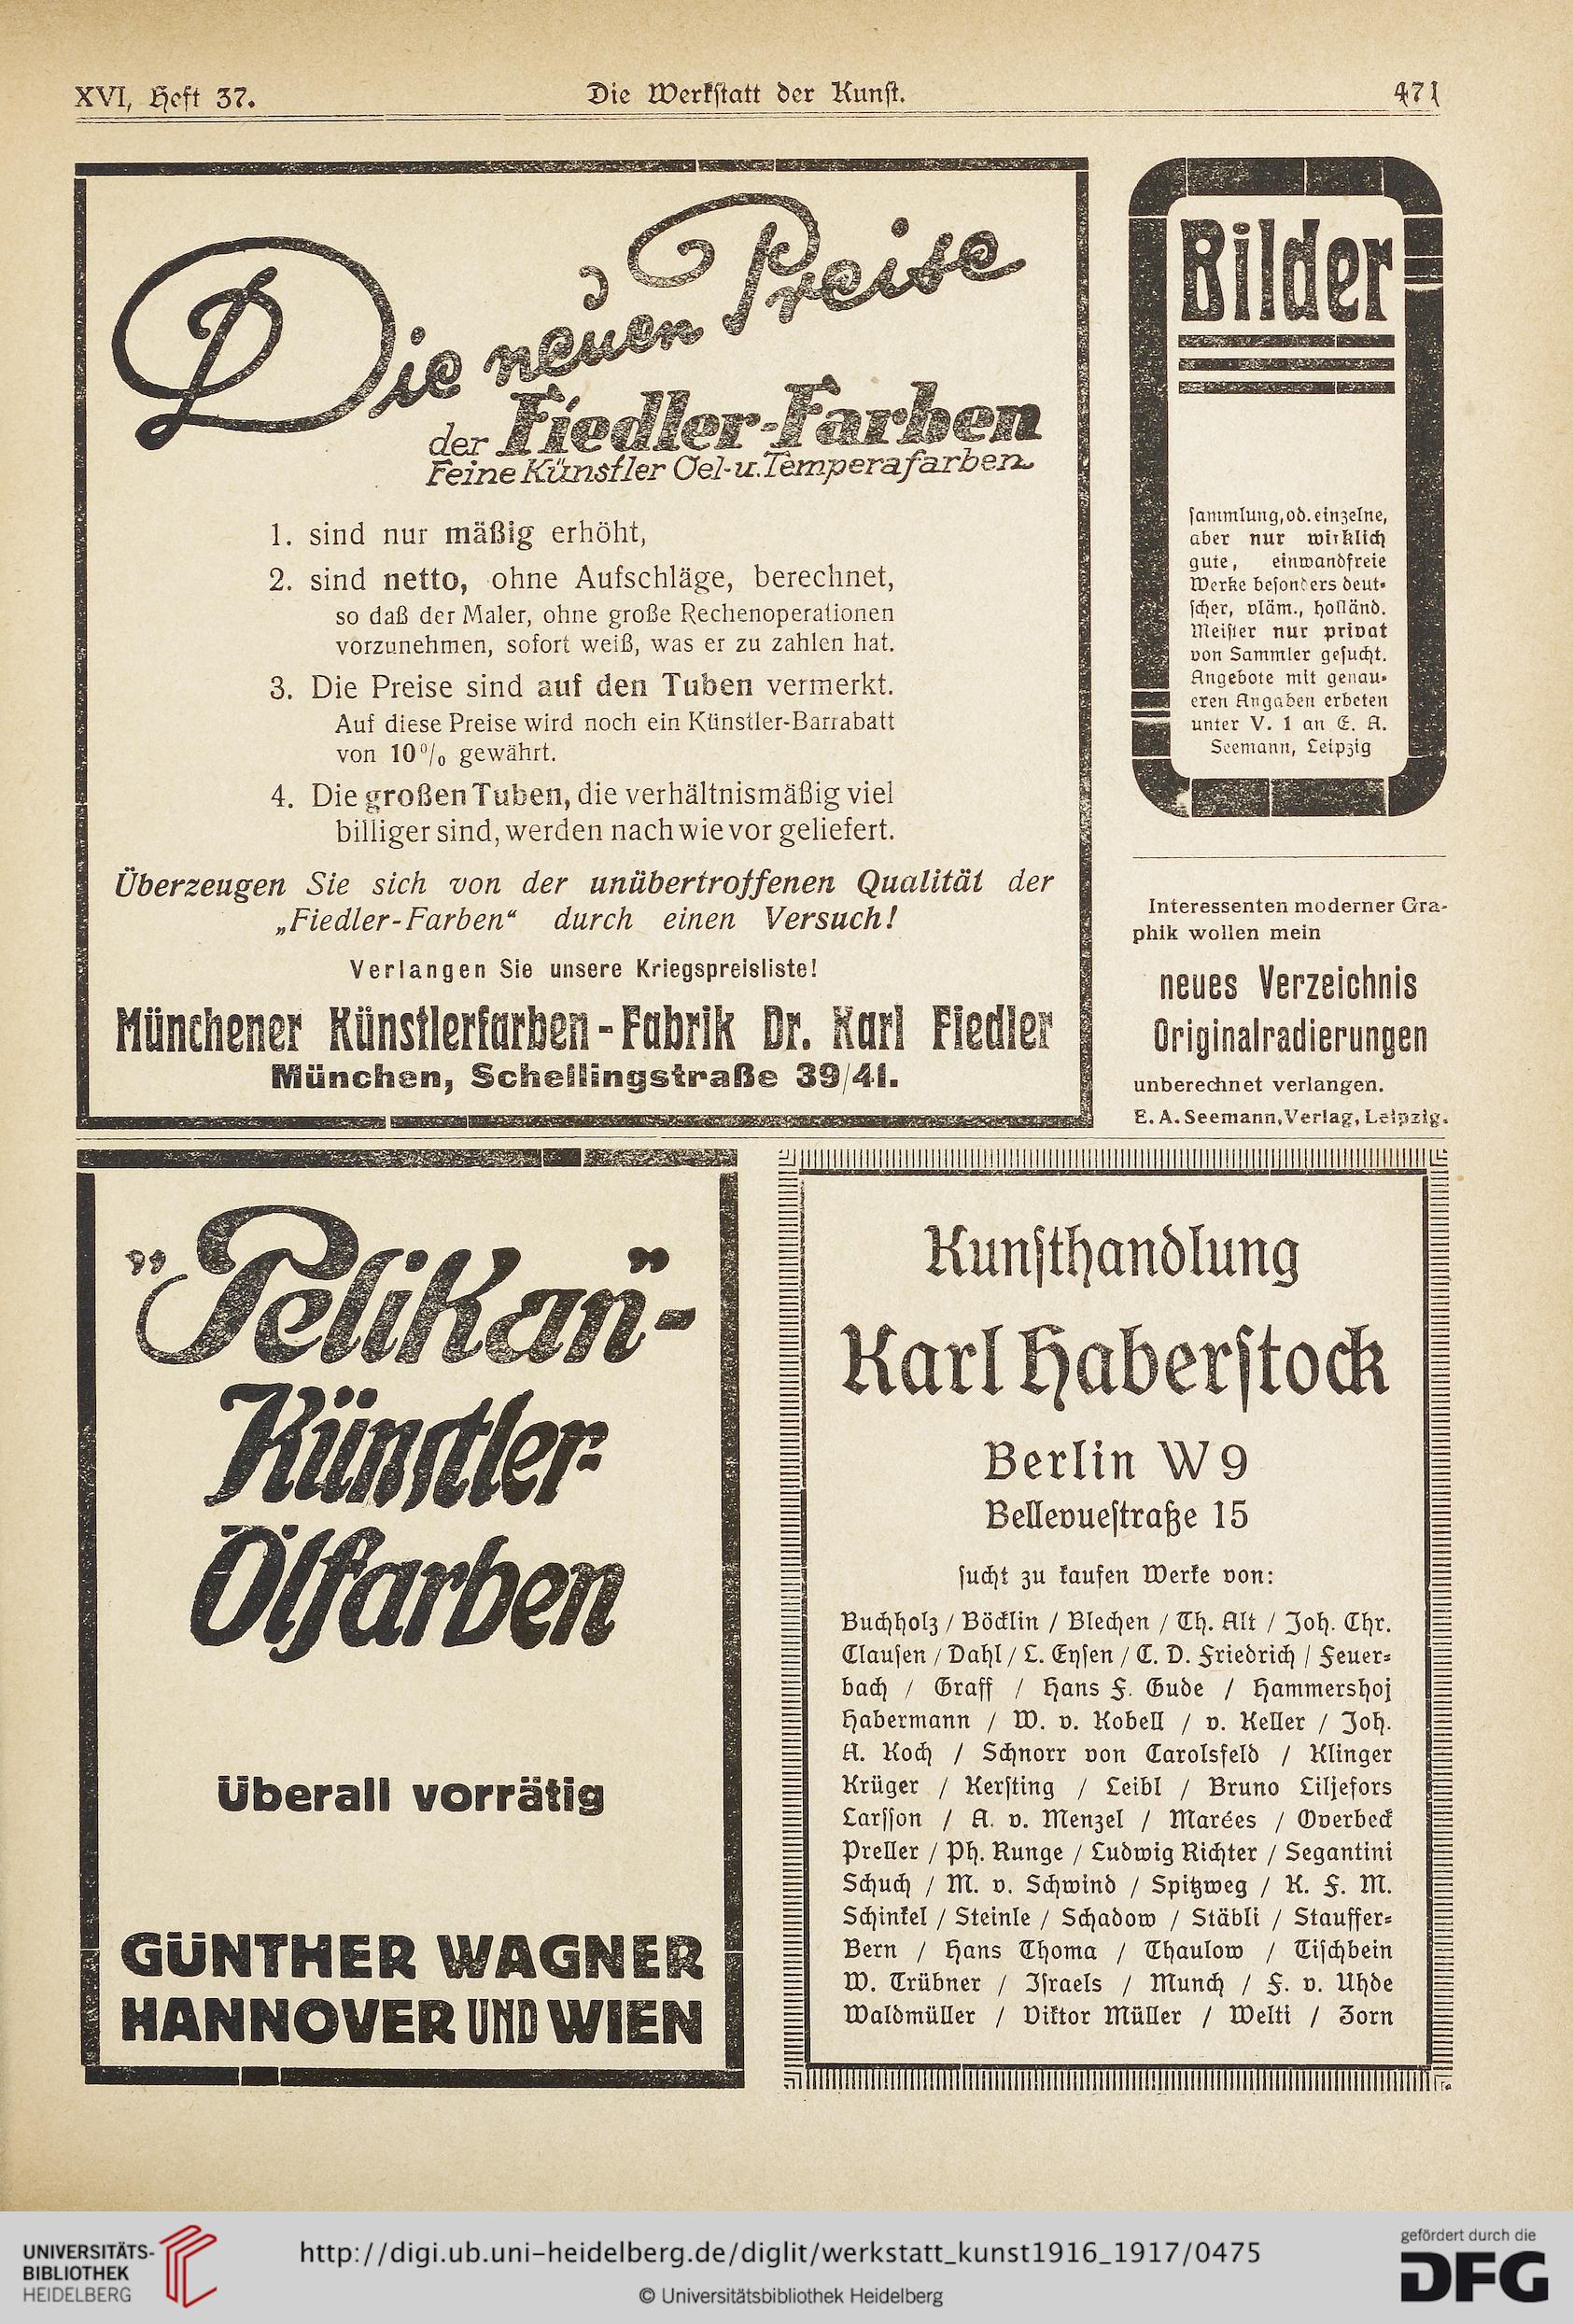 XVI, Heft 37.
Die Werkstatt der Kunst.
471
Die neuen Preise
der Fiedler-Farben
Feine Künstler Oel-u.Temperafarben
1. sind nur mäßig erhöht,
2. sind netto, ohne Aufschläge, berechnet,
so daß der Maler, ohne große Rechenoperationen
vorzunehmen, sofort weiß, was er zu zahlen hat.
3. Die Preise sind auf den Tuben vermerkt.
Auf diese Preise wird noch ein Künstler-Barrabatt
von 10% gewährt.
4. Die großen Tuben, die verhältnismäßig viel
billiger sind, werden nach wie vor geliefert.
Überzeugen Sie sich von der unübertroffenen Qualität der
„Fiedler-Farben“ durch einen Versuch!
Verlangen Sie unsere Kriegspreisliste!
Münchener Künstlerfarben-Fabrik Dr. Karl Fiedler
München, Schellingstraße 39/41.
Bilder
sammlung, od. einzelne,
aber nur wirklich
gute, einwandfreie
Werke besonders deut-
scher, vläm., holländ.
Meister nur privat
von Sammler gesucht.
Angebote mit genau-
eren Angaben erbeten
unter V. 1 an E. A.
Seemann, Leipzig
Interessenten moderner Gra-
phik wollen mein
neues Verzeichnis
Originalradierungen
unberechnet verlangen.
E. A. Seemann, Verlag, Leipzig.
"Pelikan"-
Künstler-
Ölfarben
Überall vorrätig
GÜNTHER WAGNER
HANNOVER UND WIEN
Kunsthandlung
Karl Haberstock
Berlin W 9
Bellevuestraße 15
sucht zu kaufen Werke von:
Buchholz / Böcklin / Blechen / Th. Alt / Joh. Chr.
Clausen / Dahl / L. Eysen / C. D. Friedrich / Feuer-
bach / Graff / Hans F. Gude / Hammershoj
Habermann / W. v. Kobell / v. Keller / Joh.
A. Koch / Schnorr von Carolsfeld / Klinger
Krüger / Kersting / Leibl / Bruno Liljefors
Larsson / A. v. Menzel / Marées / Overbeck
Preller / Ph. Runge / Ludwig Richter / Segantini
Schuch / M. v. Schwind / Spitzweg / K. F. M.
Schinkel / Steinle / Schadow / Stäbli / Stauffer-
Bern / Hans Thoma / Thaulow / Tischbein
W. Trübner / Israels / Munch / F. v. Uhde
Waldmüller / Viktor Müller / Welti / Zorn
UNIVERSITÄTS-
BIBLIOTHEK
HEIDELBERG
http://digi.ub.uni-heidelberg.de/diglit/werkstatt_kunst1916_1917/0475
© Universitätsbibliothek Heidelberg
gefördert durch die
DFG